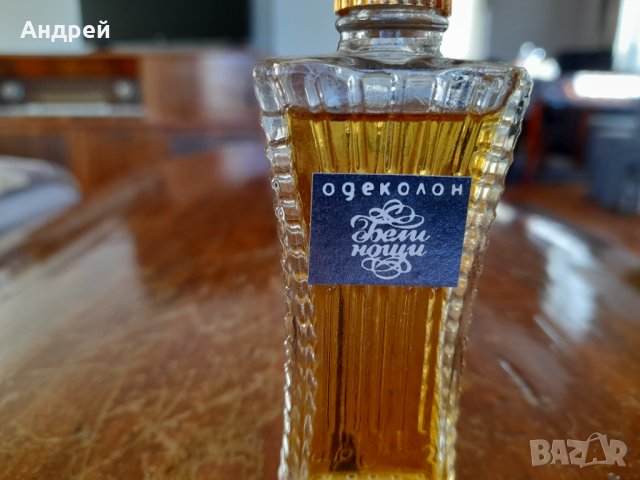 Андрей
одеколон
Бели
нощи
BAZAR